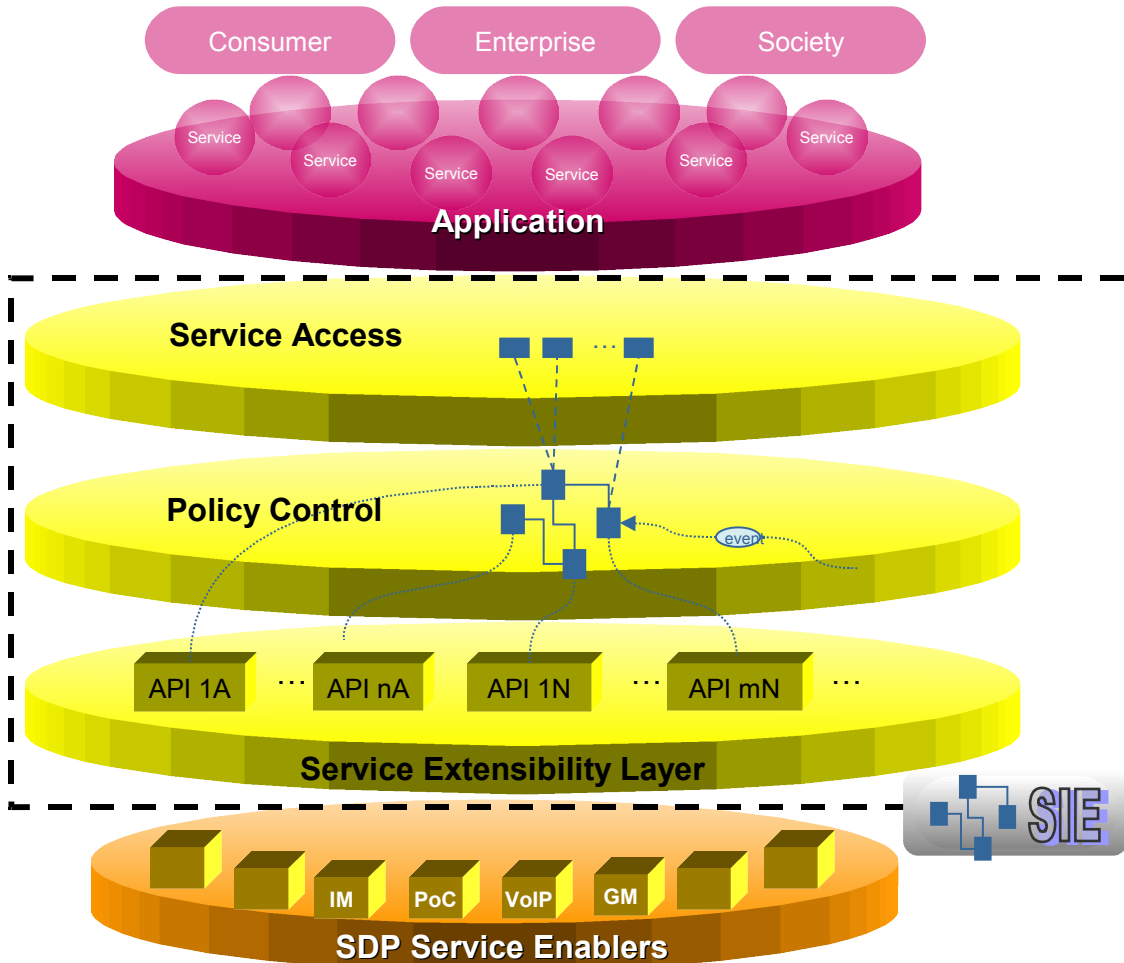 Consumer
Enterprise
Society
Service
Service
Service
Service
Service
Service
Application
Service Access
...
Policy Control
event
API 1A
...
API nA
API 1N
...
API mN
...
Service Extensibility Layer
SIE
IM
PoC
VoIP
GM
SDP Service Enablers